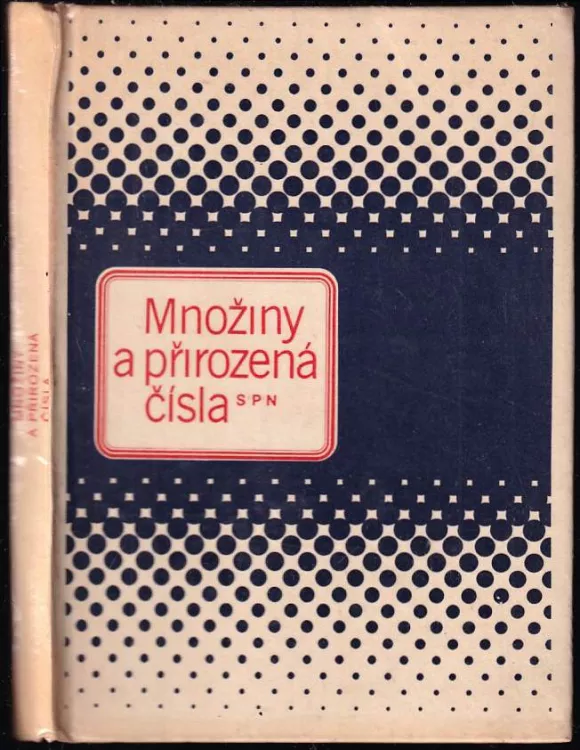 Množiny
a přirozená
čísla SPN
MNOŽINY
A PŘIROZENÁ
ČÍSLA